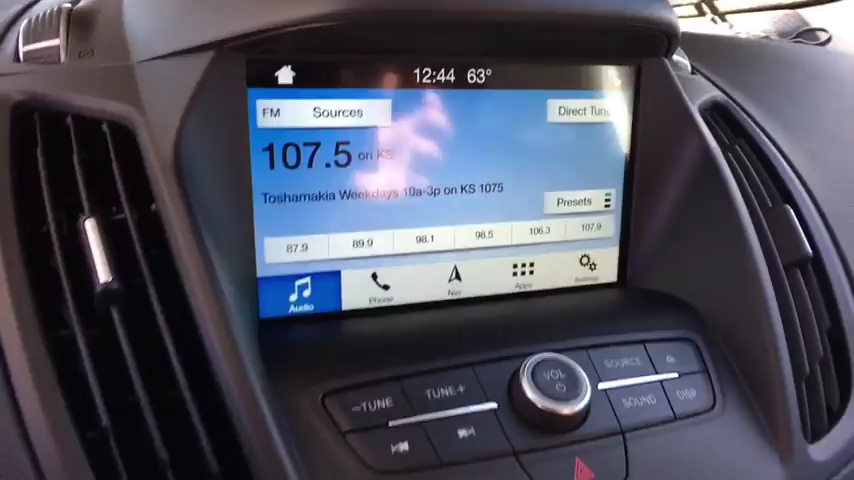 12:44 63°
FM Sources Direct Tune
107.5 on KS
Toshamakia Weekdays 10a-3p on KS 1075
Presets
87.9 89.9 98.1 98.5 106.3 107.9
Audio Phone Nav Apps Settings
-TUNE TUNE+ VOL SOURCE
SOUND DISP